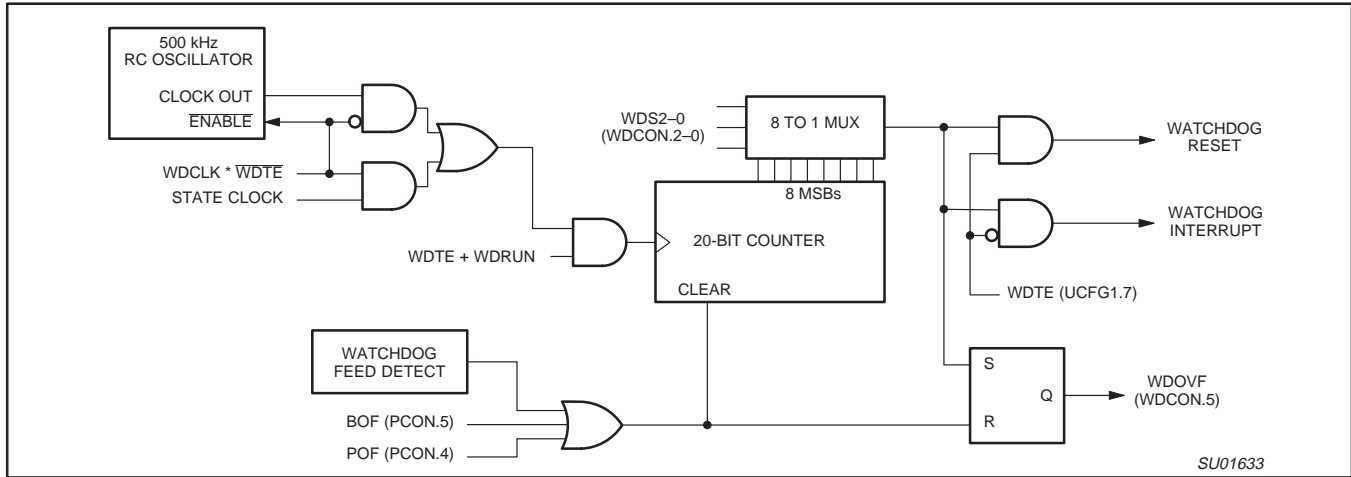 500 kHz
RC OSCILLATOR
CLOCK OUT
ENABLE
WDCLK * WDTE
STATE CLOCK
WDTE + WDRUN
WDS2–0
(WDCON.2–0)
8 TO 1 MUX
8 MSBs
20-BIT COUNTER
CLEAR
WATCHDOG
RESET
WATCHDOG
INTERRUPT
WDTE (UCFG1.7)
WATCHDOG
FEED DETECT
BOF (PCON.5)
POF (PCON.4)
S
Q
R
WDOVF
(WDCON.5)
SU01633